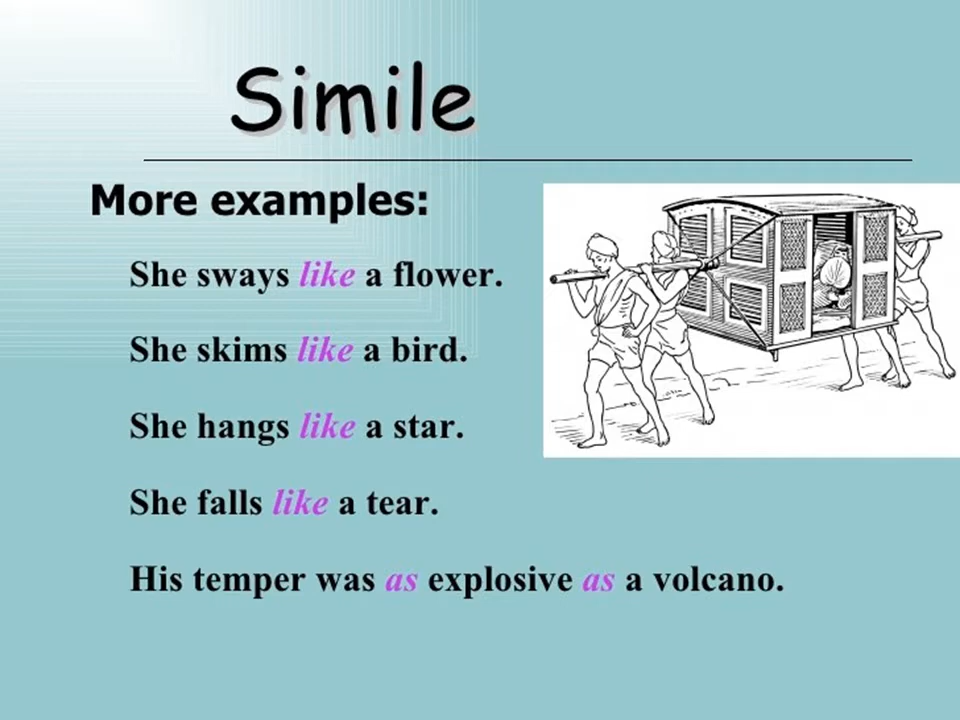 Simile
More examples:
She sways like a flower.
She skims like a bird.
She hangs like a star.
She falls like a tear.
His temper was as explosive as a volcano.